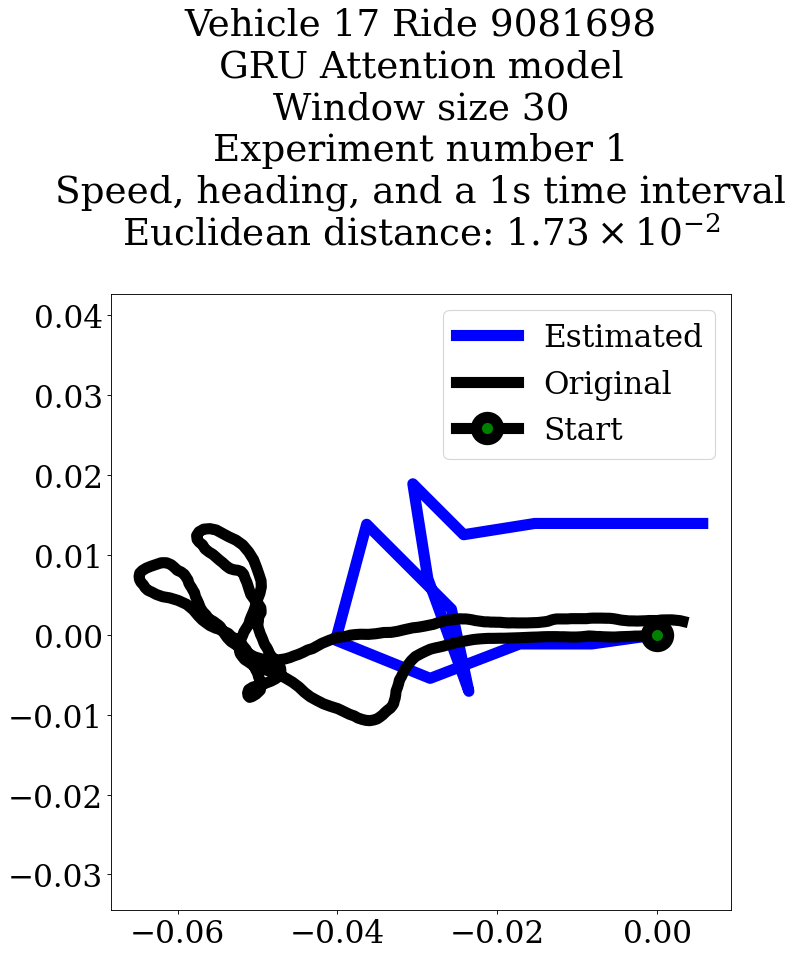 Vehicle 17 Ride 9081698
GRU Attention model
Window size 30
Experiment number 1
Speed, heading, and a 1s time interval
Euclidean distance: 1.73 × 10⁻²
Estimated
Original
Start
0.04
0.03
0.02
0.01
0.00
−0.01
−0.02
−0.03
−0.06 −0.04 −0.02 0.00